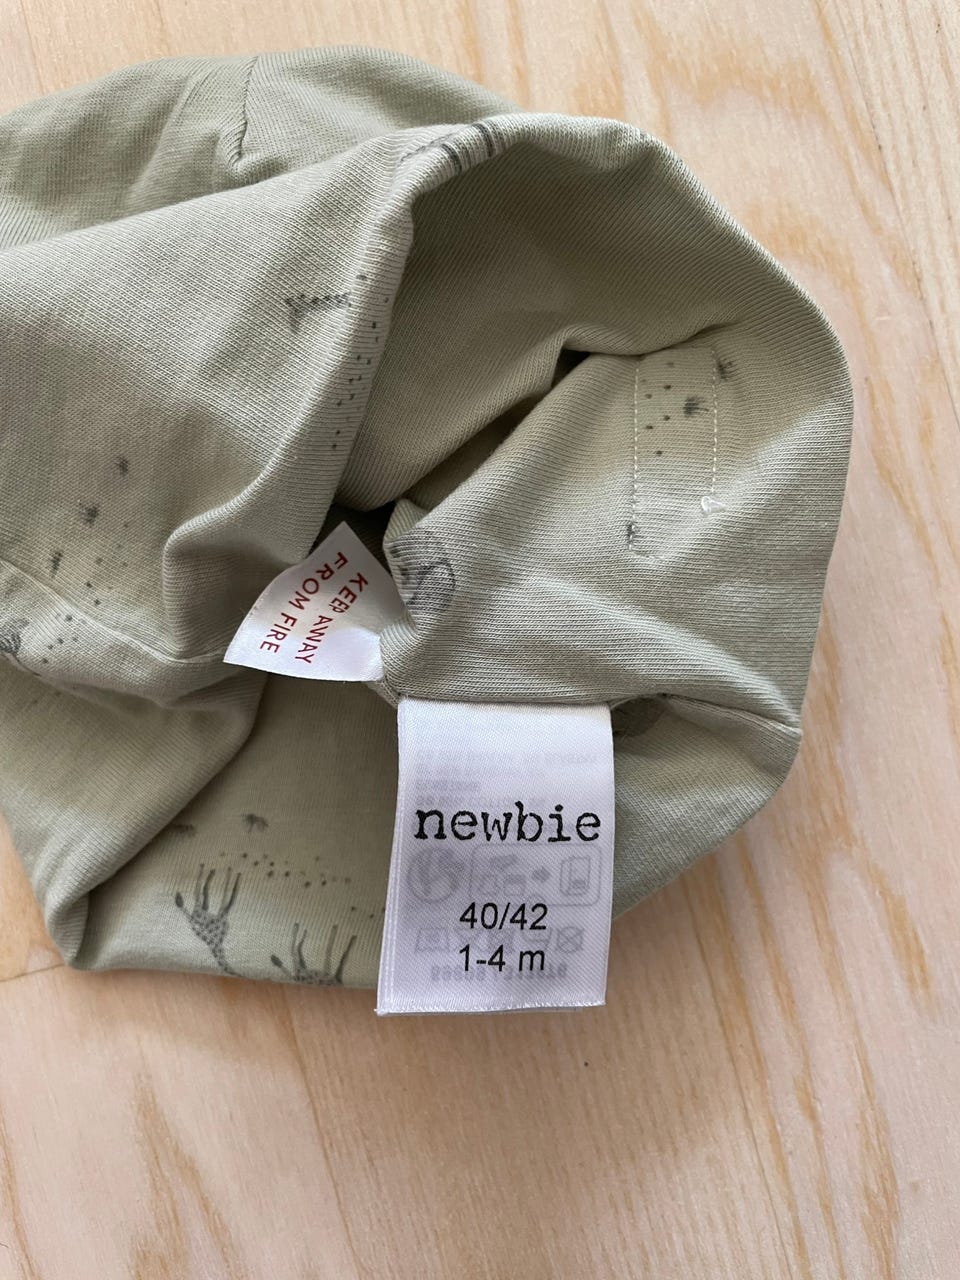 KEEP AWAY
FROM FIRE
newbie
40/42
1-4 m